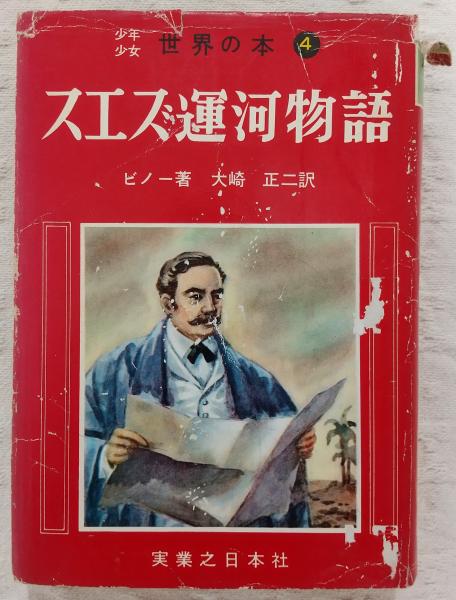 少年少女 世界の本 4
スエズ運河物語
ビノー著 大崎 正二訳
実業之日本社